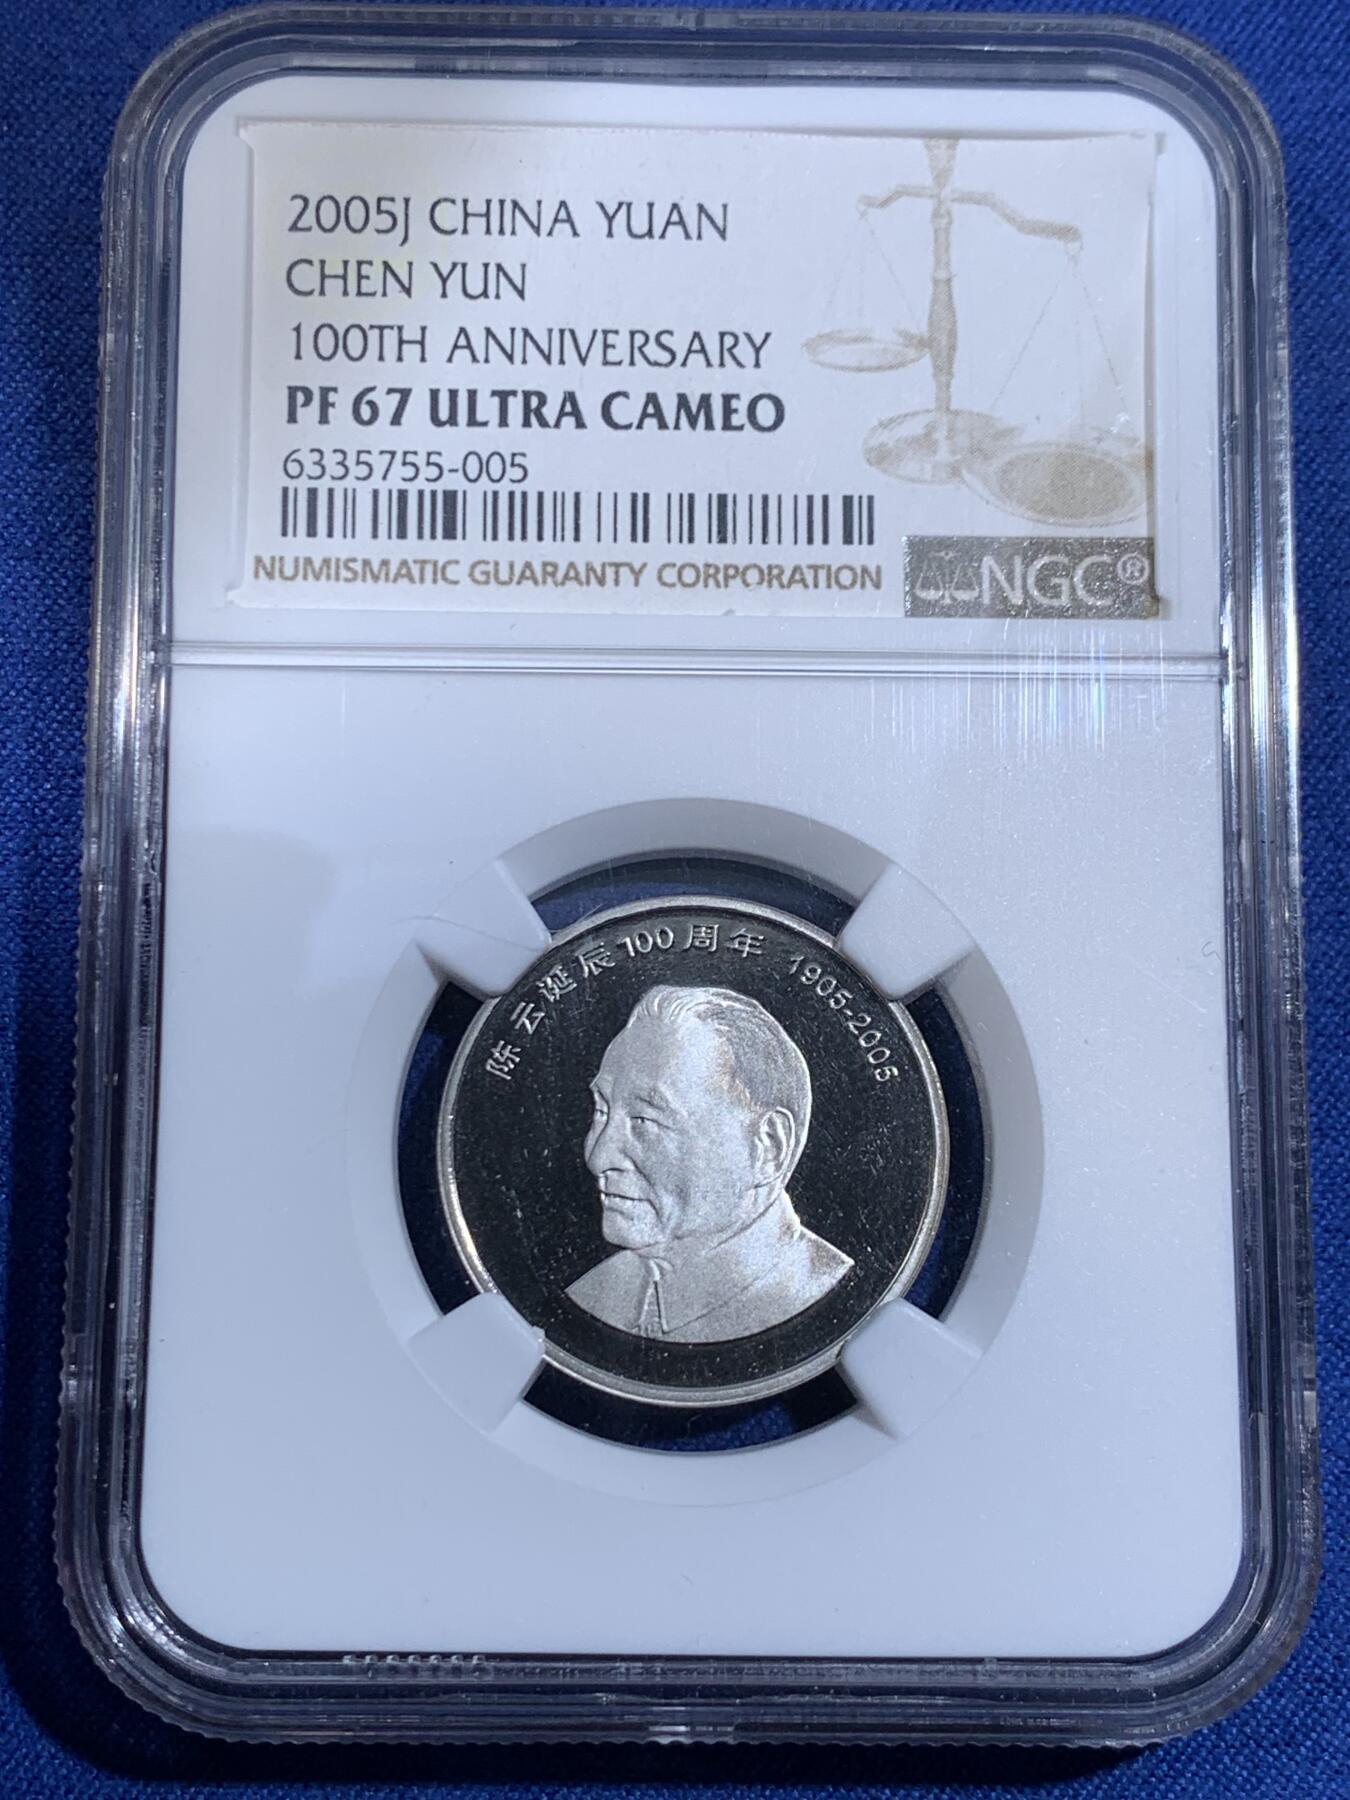 2005J CHINA YUAN
CHEN YUN
100TH ANNIVERSARY
PF 67 ULTRA CAMEO
6335755-005
NUMISMATIC GUARANTY CORPORATION
NGC®
陈云诞辰100周年 1905-2005